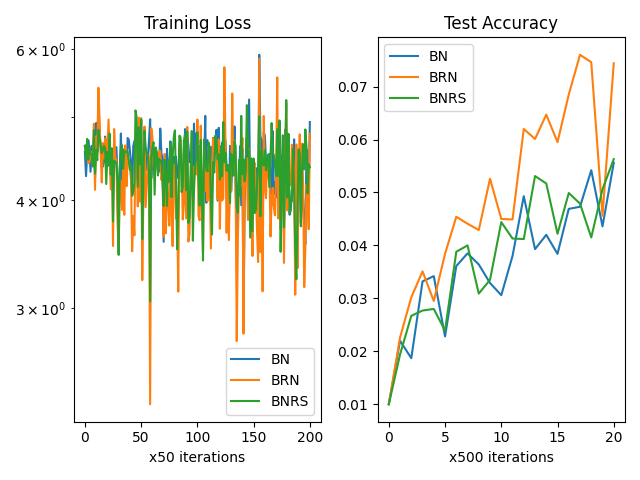 Training Loss
6 × 10⁰
4 × 10⁰
3 × 10⁰
BN
BRN
BNRS
0
50
100
150
200
x50 iterations
Test Accuracy
BN
BRN
BNRS
0.07
0.06
0.05
0.04
0.03
0.02
0.01
0
5
10
15
20
x500 iterations